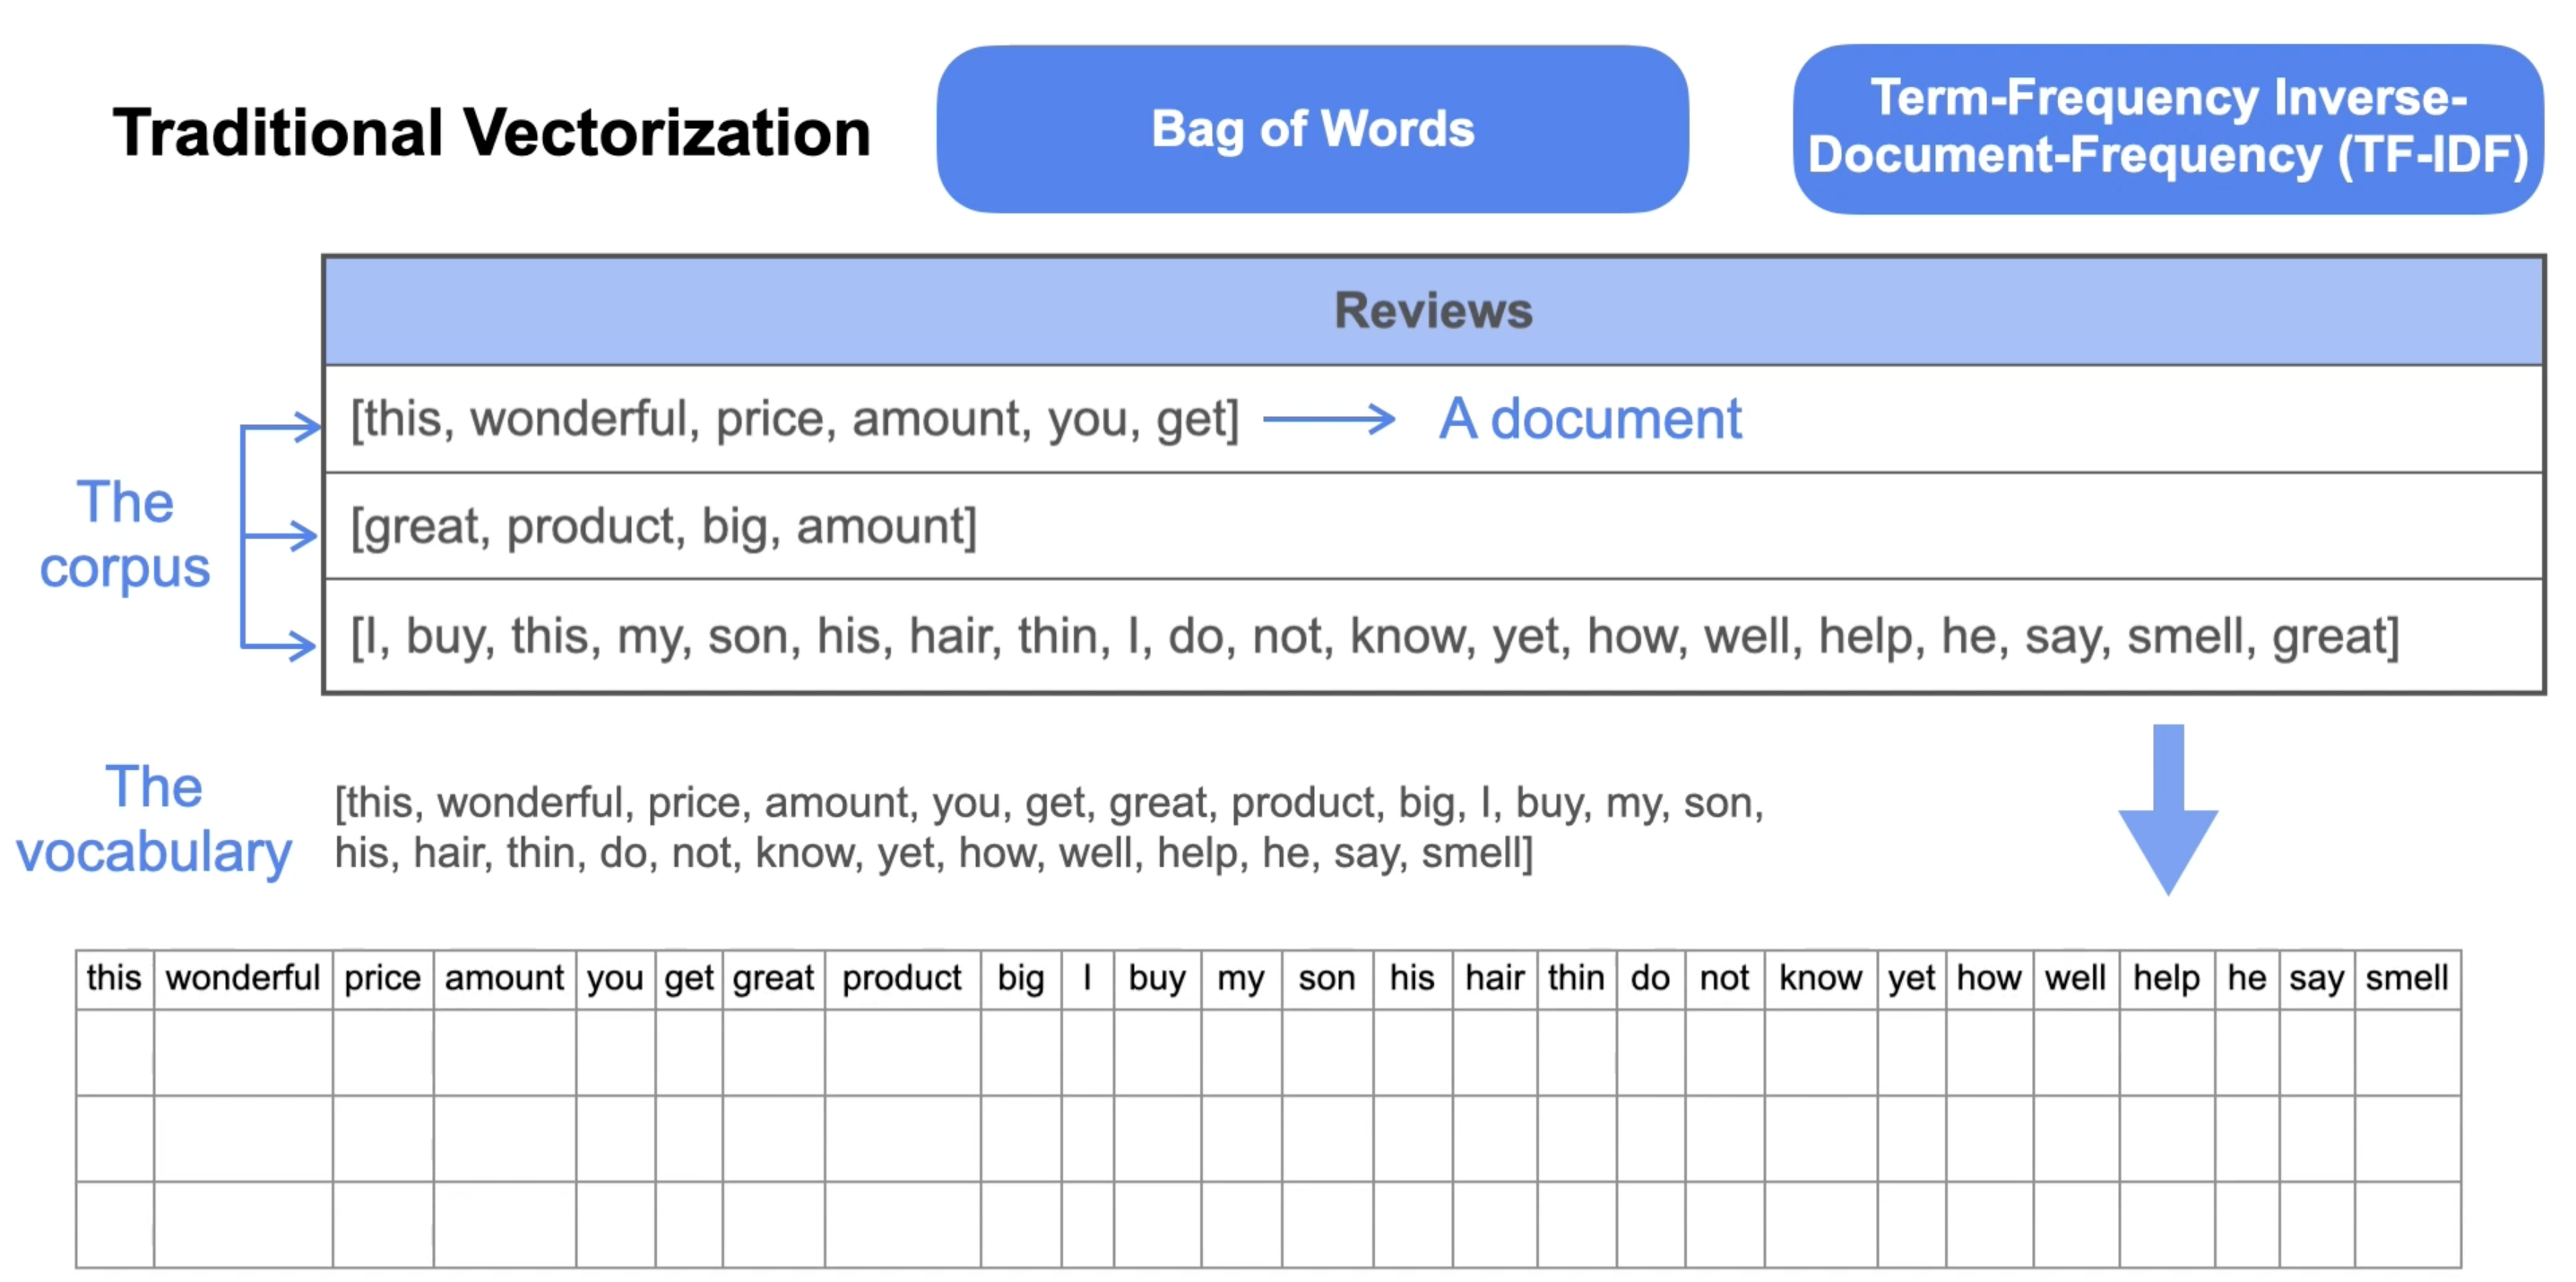 Traditional Vectorization
Bag of Words
Term-Frequency Inverse-
Document-Frequency (TF-IDF)
Reviews
[this, wonderful, price, amount, you, get]
A document
The
corpus
[great, product, big, amount]
[I, buy, this, my, son, his, hair, thin, I, do, not, know, yet, how, well, help, he, say, smell, great]
The
vocabulary
[this, wonderful, price, amount, you, get, great, product, big, I, buy, my, son,
his, hair, thin, do, not, know, yet, how, well, help, he, say, smell]
this wonderful price amount you get great product big I buy my son his hair thin do not know yet how well help he say smell